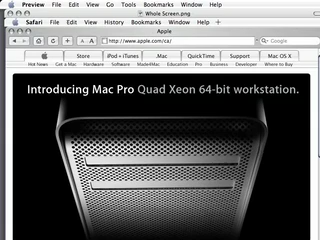 Preview File Edit View Go Tools Bookmarks Window Help
Whole Screen.png
Safari File Edit View History Bookmarks Window Help
Apple
http://www.apple.com/ca/
Store iPod + iTunes .Mac QuickTime Support Mac OS X
Hot News Get a Mac Hardware Software Made4Mac Education Pro Business Developer Where to Buy
Introducing Mac Pro Quad Xeon 64-bit workstation.